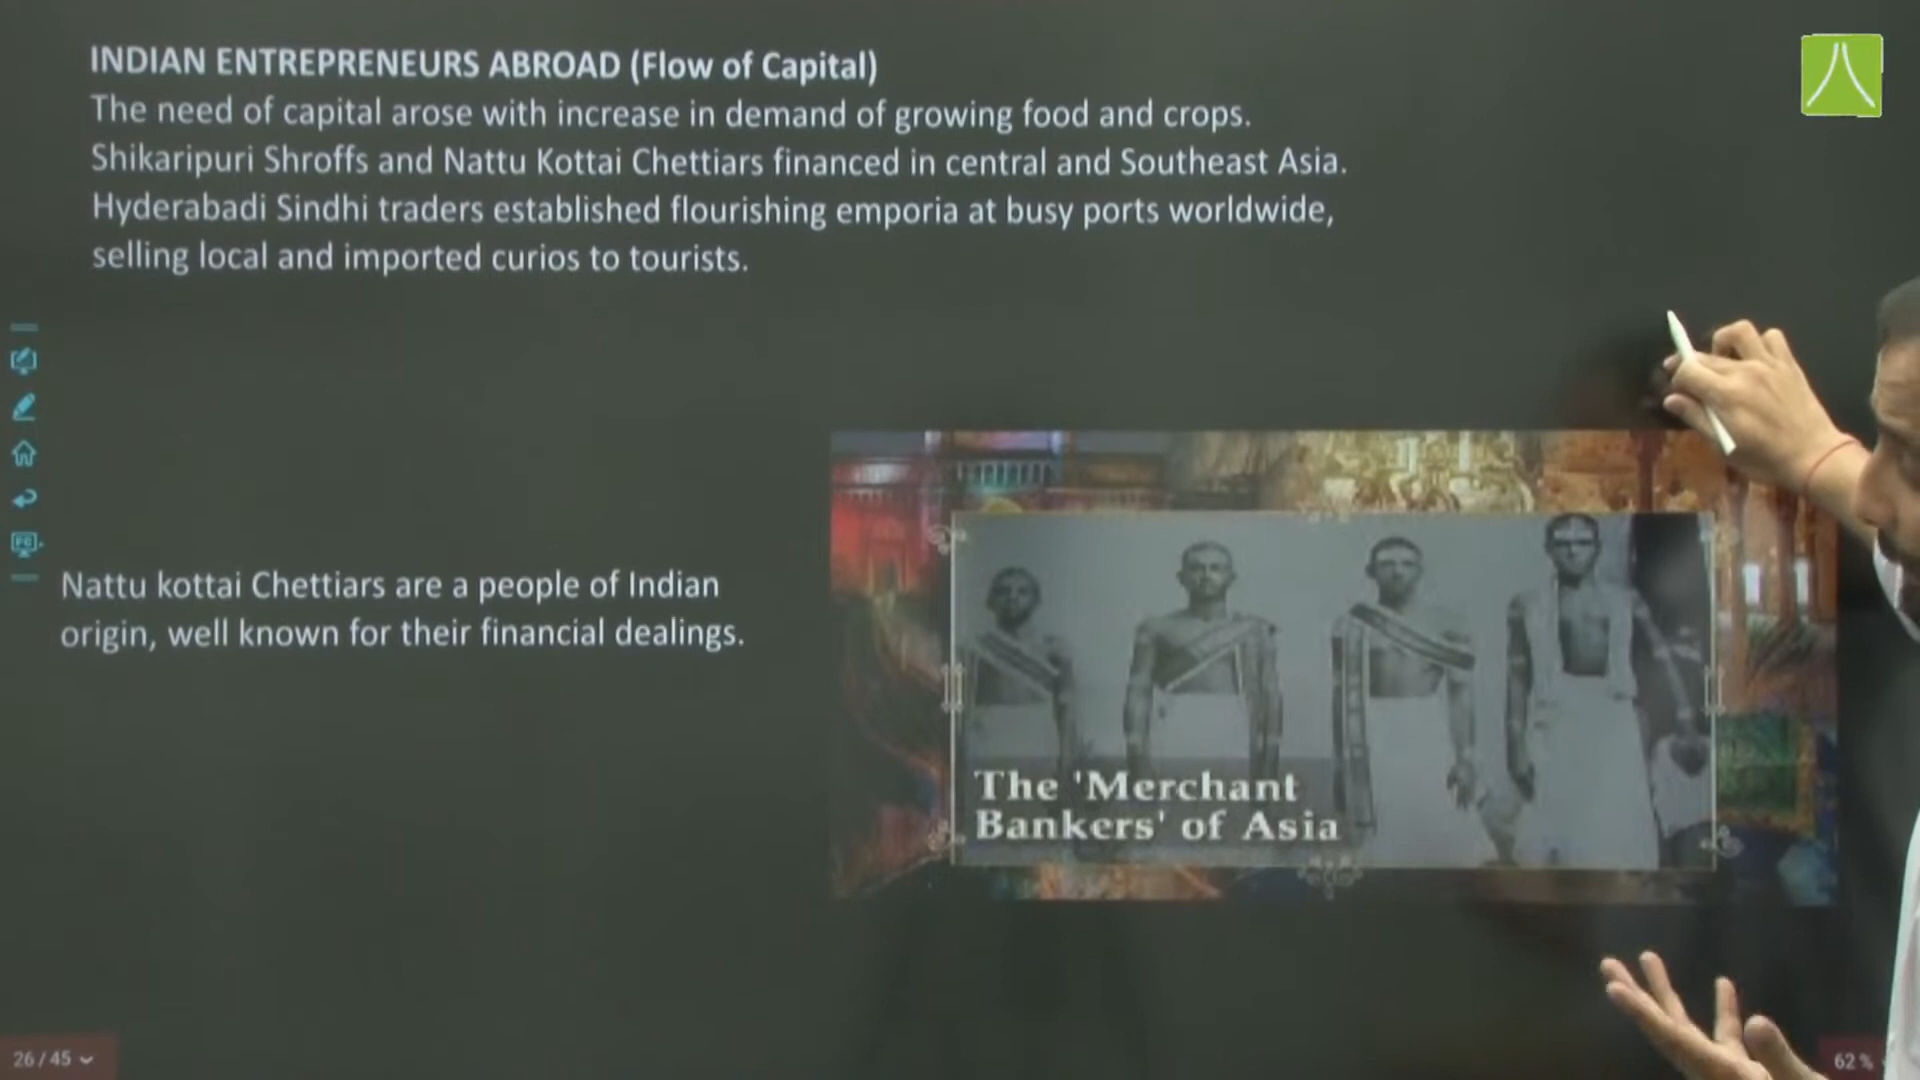 INDIAN ENTREPRENEURS ABROAD (Flow of Capital)
The need of capital arose with increase in demand of growing food and crops.
Shikaripuri Shroffs and Nattu Kottai Chettiars financed in central and Southeast Asia.
Hyderabadi Sindhi traders established flourishing emporia at busy ports worldwide,
selling local and imported curios to tourists.
Nattu kottai Chettiars are a people of Indian
origin, well known for their financial dealings.
The 'Merchant
Bankers' of Asia
26 / 45
62 %